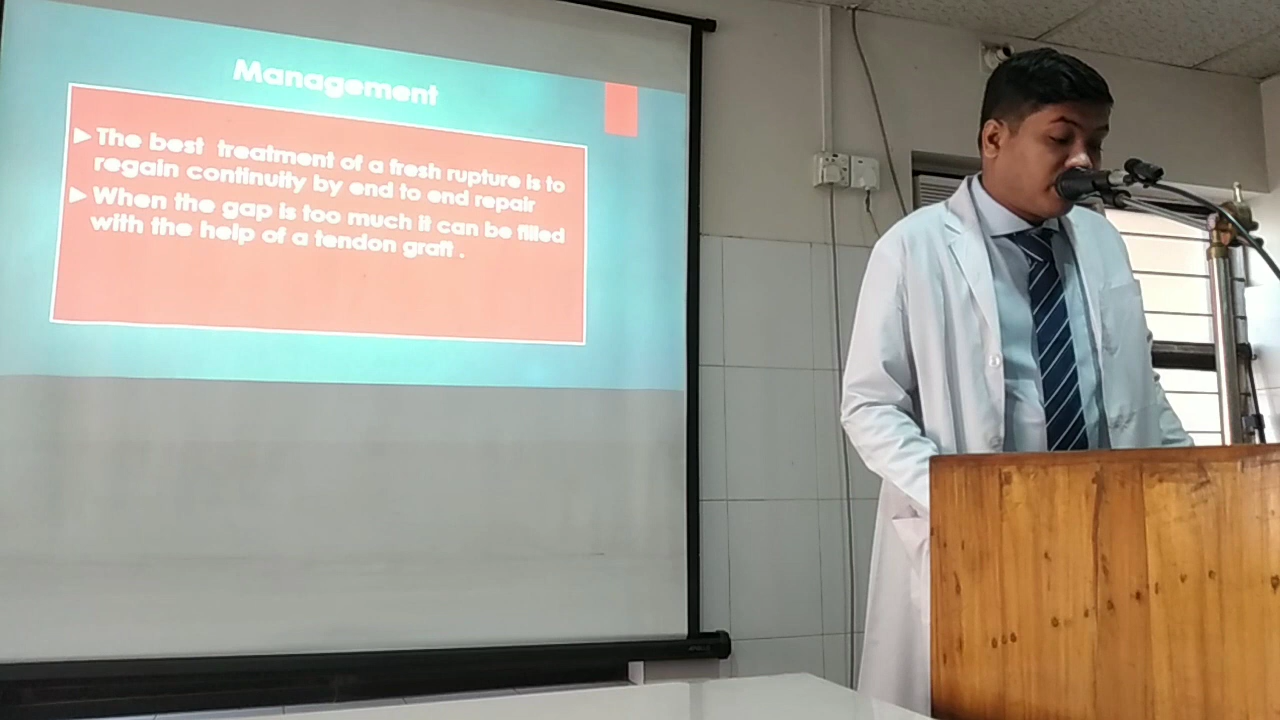 Management
The best treatment of a fresh rupture is to
regain continuity by end to end repair
When the gap is too much it can be filled
with the help of a tendon graft .